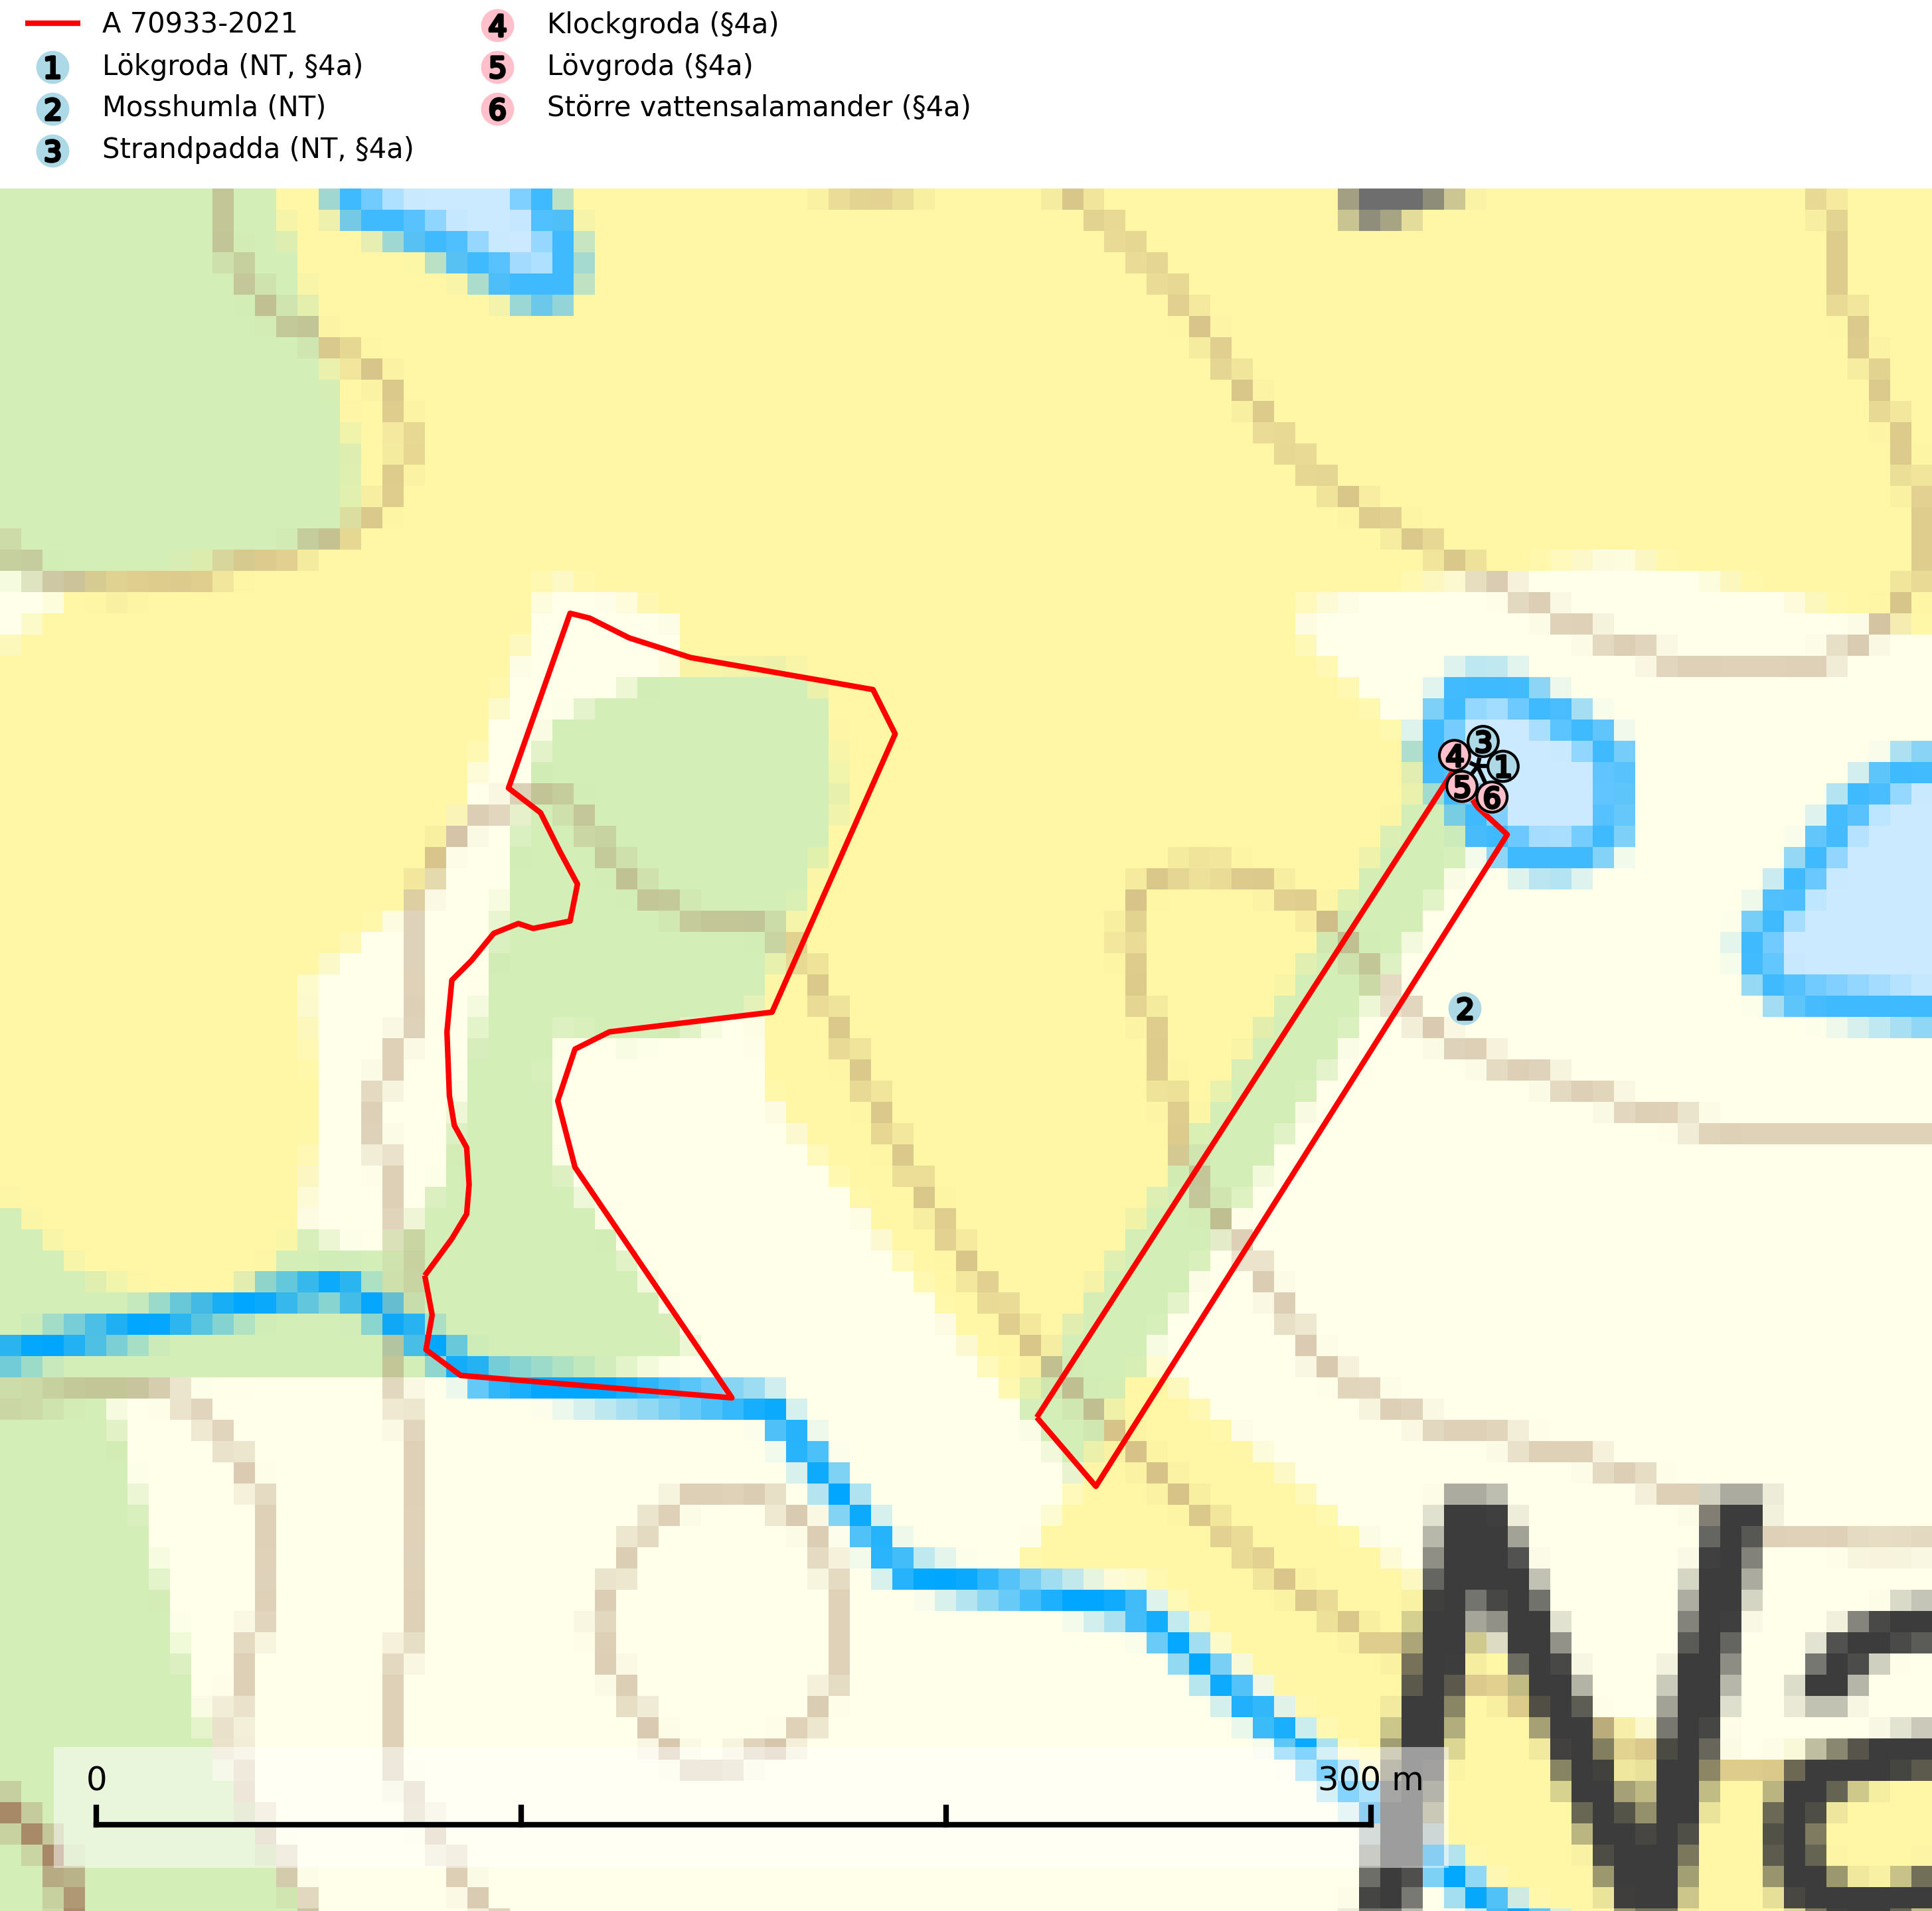 A 70933-2021
1 Lökgroda (NT, §4a)
2 Mosshumla (NT)
3 Strandpadda (NT, §4a)
4 Klockgroda (§4a)
5 Lövgroda (§4a)
6 Större vattensalamander (§4a)
3
4
1
5
6
2
0 300 m